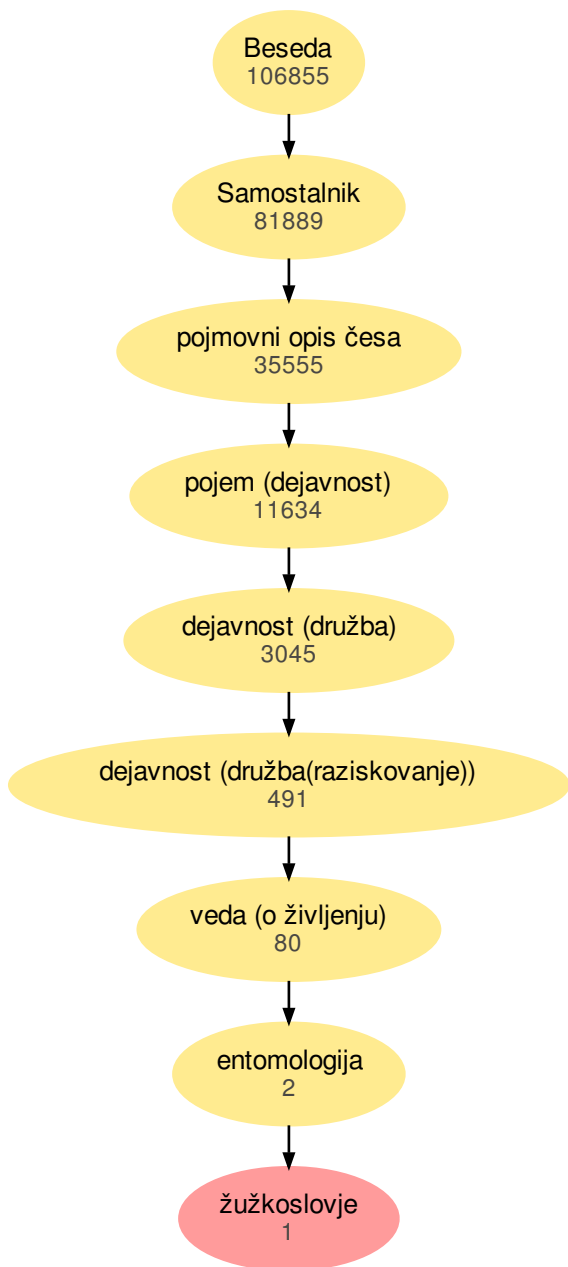 Beseda
106855
Samostalnik
81889
pojmovni opis česa
35555
pojem (dejavnost)
11634
dejavnost (družba)
3045
dejavnost (družba(raziskovanje))
491
veda (o življenju)
80
entomologija
2
žužkoslovje
1